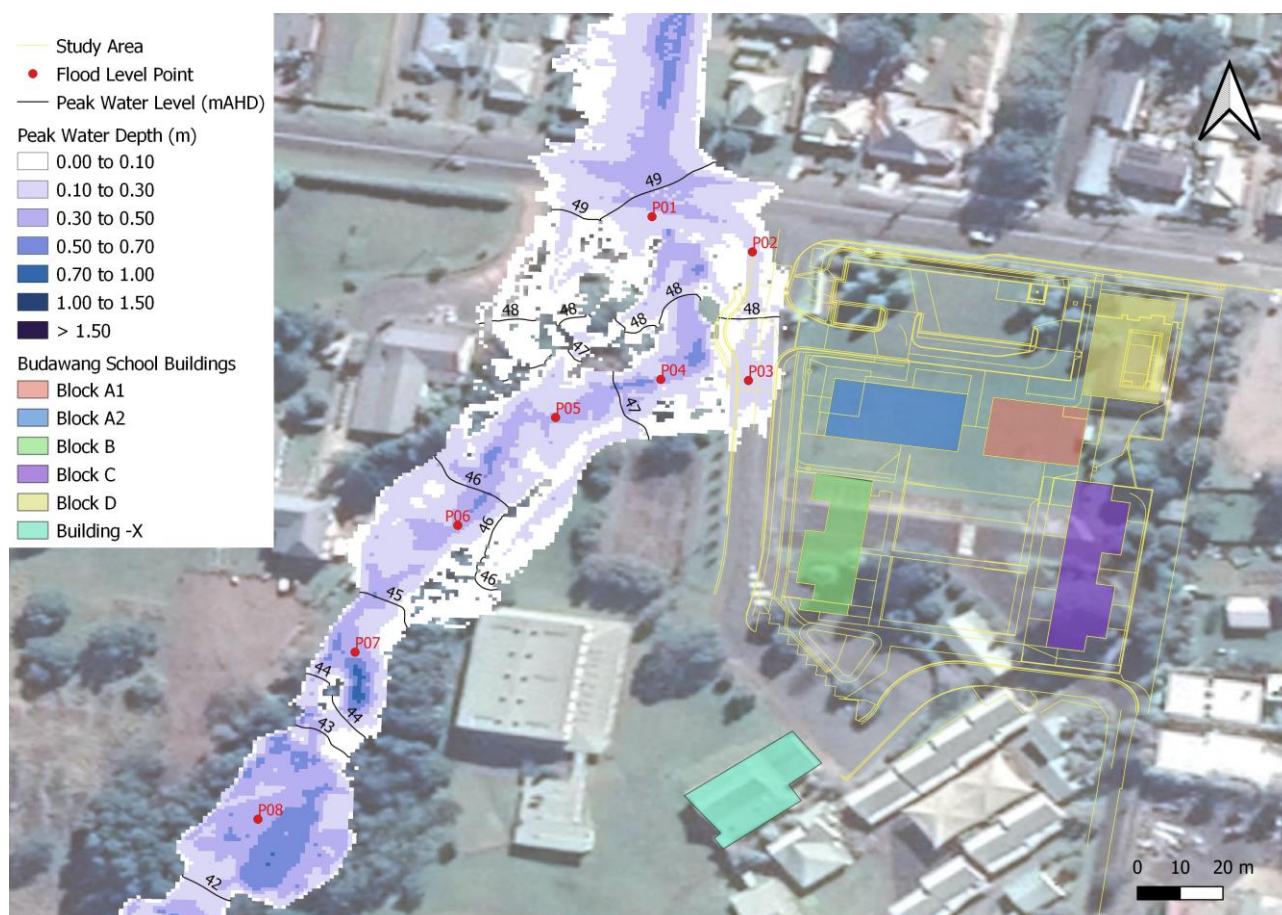 Study Area
Flood Level Point
Peak Water Level (mAHD)
Peak Water Depth (m)
0.00 to 0.10
0.10 to 0.30
0.30 to 0.50
0.50 to 0.70
0.70 to 1.00
1.00 to 1.50
> 1.50
Budawang School Buildings
Block A1
Block A2
Block B
Block C
Block D
Building -X
49
49
P01
P02
48
48
48
48
48
47
P03
P04
47
P05
46
P06
46
46
45
P07
44
44
43
P08
42
0 10 20 m